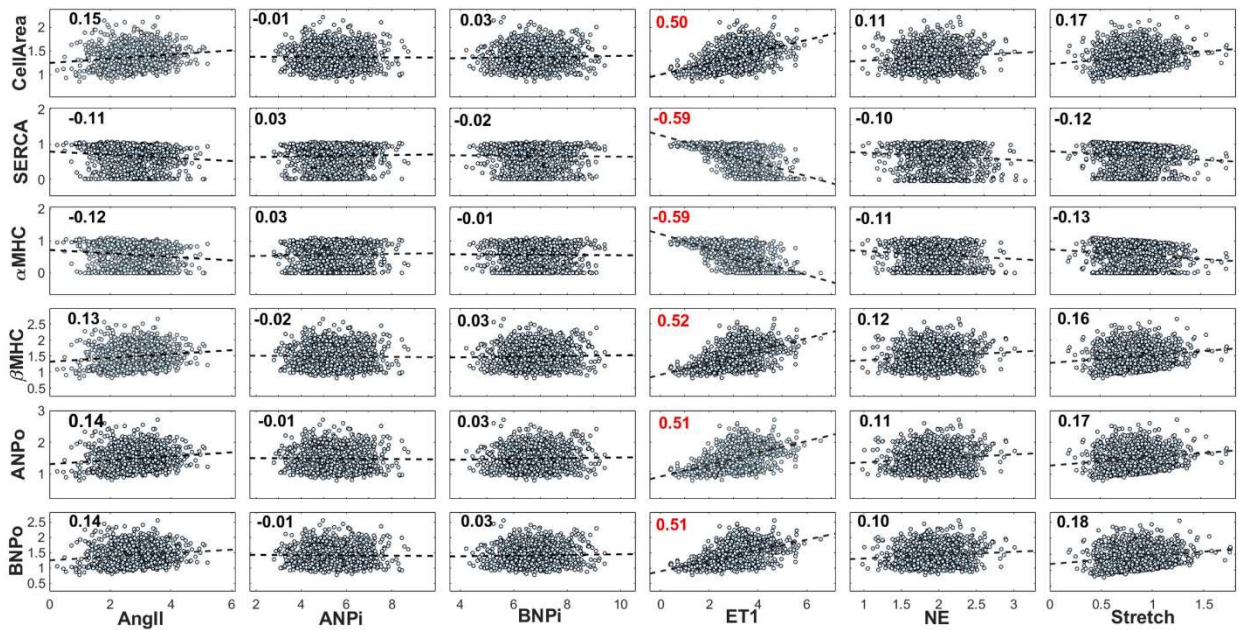 0.15 -0.01 0.03 0.50 0.11 0.17
CellArea
2
1.5
1
-0.11 0.03 -0.02 -0.59 -0.10 -0.12
SERCA
2
1
0
-0.12 0.03 -0.01 -0.59 -0.11 -0.13
αMHC
2
1
0
0.13 -0.02 0.03 0.52 0.12 0.16
βMHC
2.5
2
1.5
1
0.5
0.14 -0.01 0.03 0.51 0.11 0.17
ANPo
3
2
1
0.14 -0.01 0.03 0.51 0.10 0.18
BNPo
2.5
2
1.5
1
0.5
0 2 4 6 2 4 6 8 4 6 8 10 0 2 4 6 1 1.5 2 2.5 3 0 0.5 1 1.5
AngII ANPi BNPi ET1 NE Stretch